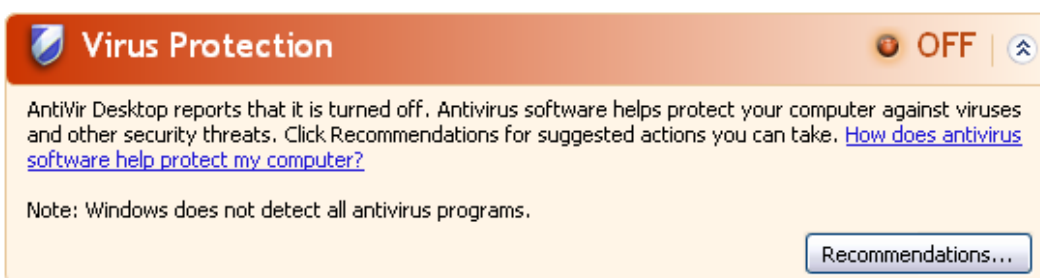 Virus Protection OFF
AntiVir Desktop reports that it is turned off. Antivirus software helps protect your computer against viruses
and other security threats. Click Recommendations for suggested actions you can take. How does antivirus
software help protect my computer?
Note: Windows does not detect all antivirus programs.
Recommendations...